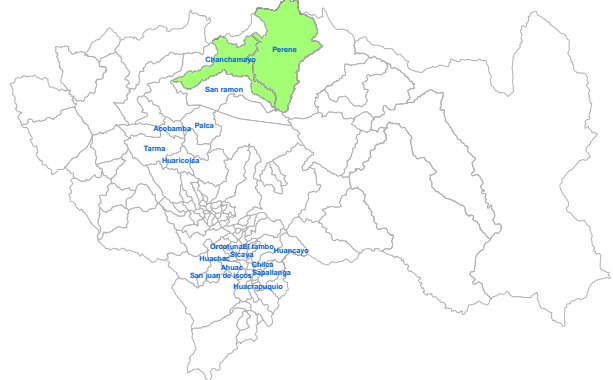 Perene
Chanchamayo
San ramon
Acobamba
Palca
Tarma
Huaricolca
El tambo
Huancayo
Sicaya
Huachac
Chilca
Ahuac
Sapallanga
San juan de iscos
Huacrapuquio